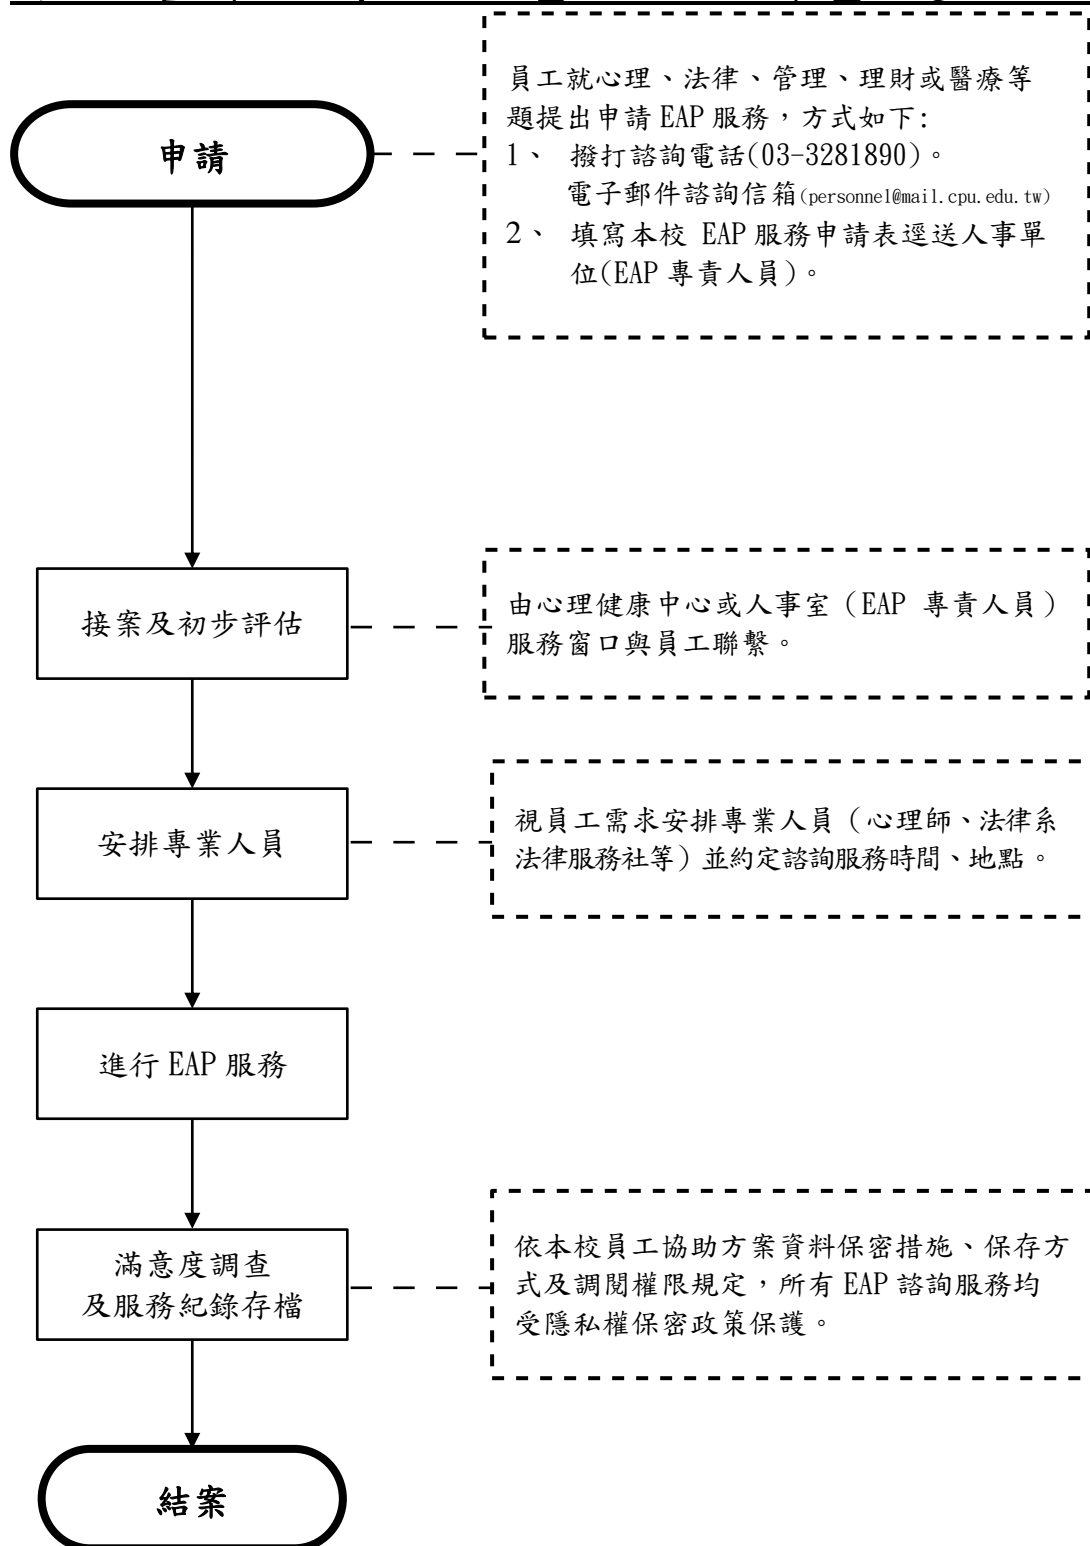 申請
員工就心理、法律、管理、理財或醫療等
題提出申請 EAP 服務，方式如下:
1、 撥打諮詢電話(03-3281890)。
電子郵件諮詢信箱(personnel@mail.cpu.edu.tw)
2、 填寫本校 EAP 服務申請表逕送人事單
位(EAP 專責人員)。
接案及初步評估
由心理健康中心或人事室（EAP 專責人員）
服務窗口與員工聯繫。
安排專業人員
視員工需求安排專業人員（心理師、法律系
法律服務社等）並約定諮詢服務時間、地點。
進行 EAP 服務
滿意度調查
及服務紀錄存檔
依本校員工協助方案資料保密措施、保存方
式及調閱權限規定，所有 EAP 諮詢服務均
受隱私權保密政策保護。
結案